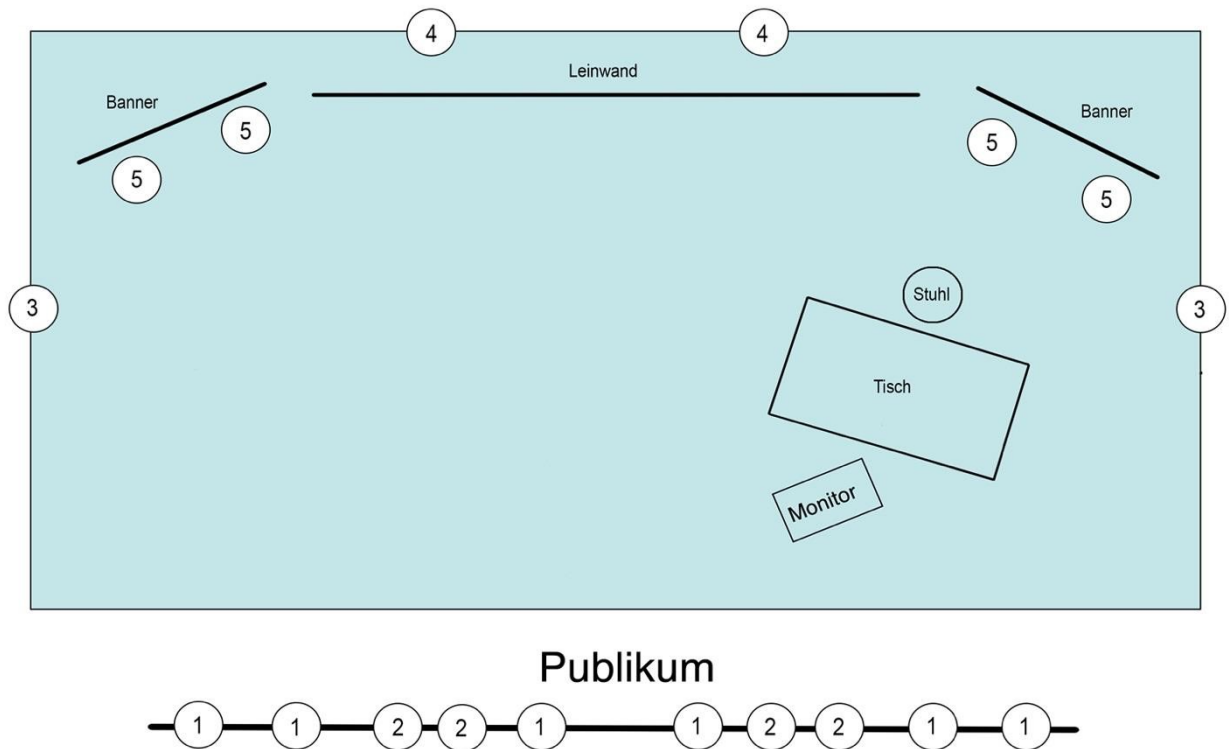 4 4
Leinwand
Banner Banner
5 5
5 5
3 Stuhl 3
Tisch
Monitor
Publikum
1 1 2 2 1 1 2 2 1 1